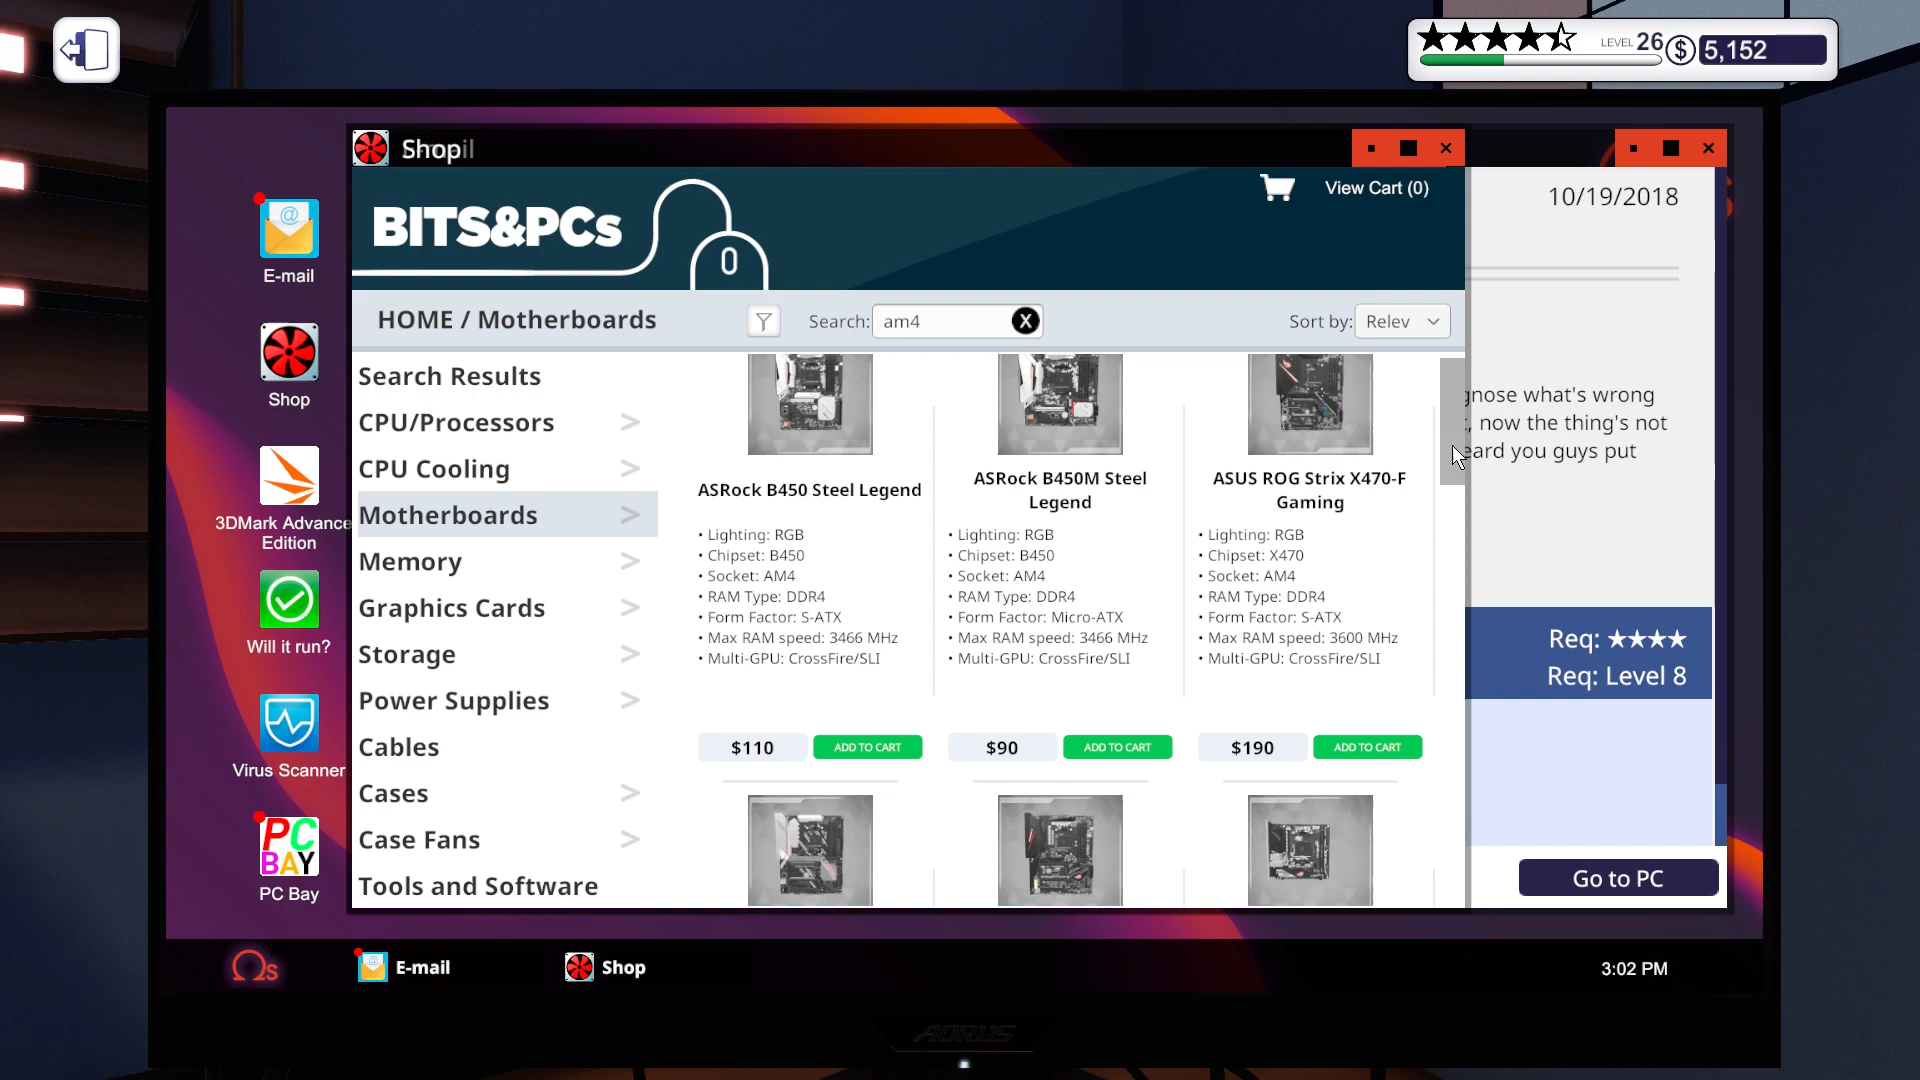 LEVEL 26
$ 5,152
Shop
BITS&PCs
View Cart (0)
10/19/2018
HOME / Motherboards
Search: am4
X
Sort by: Relev
E-mail
Shop
3DMark Advance
Edition
Will it run?
Virus Scanner
PC
BAY
PC Bay
Search Results
CPU/Processors >
CPU Cooling >
Motherboards >
Memory >
Graphics Cards >
Storage >
Power Supplies >
Cables
Cases >
Case Fans >
Tools and Software
ASRock B450 Steel Legend
• Lighting: RGB
• Chipset: B450
• Socket: AM4
• RAM Type: DDR4
• Form Factor: S-ATX
• Max RAM speed: 3466 MHz
• Multi-GPU: CrossFire/SLI
$110
ADD TO CART
ASRock B450M Steel
Legend
• Lighting: RGB
• Chipset: B450
• Socket: AM4
• RAM Type: DDR4
• Form Factor: Micro-ATX
• Max RAM speed: 3466 MHz
• Multi-GPU: CrossFire/SLI
$90
ADD TO CART
ASUS ROG Strix X470-F
Gaming
• Lighting: RGB
• Chipset: X470
• Socket: AM4
• RAM Type: DDR4
• Form Factor: S-ATX
• Max RAM speed: 3600 MHz
• Multi-GPU: CrossFire/SLI
$190
ADD TO CART
gnose what's wrong
, now the thing's not
eard you guys put
Req: ★★★★
Req: Level 8
Go to PC
E-mail
Shop
3:02 PM
AORUS